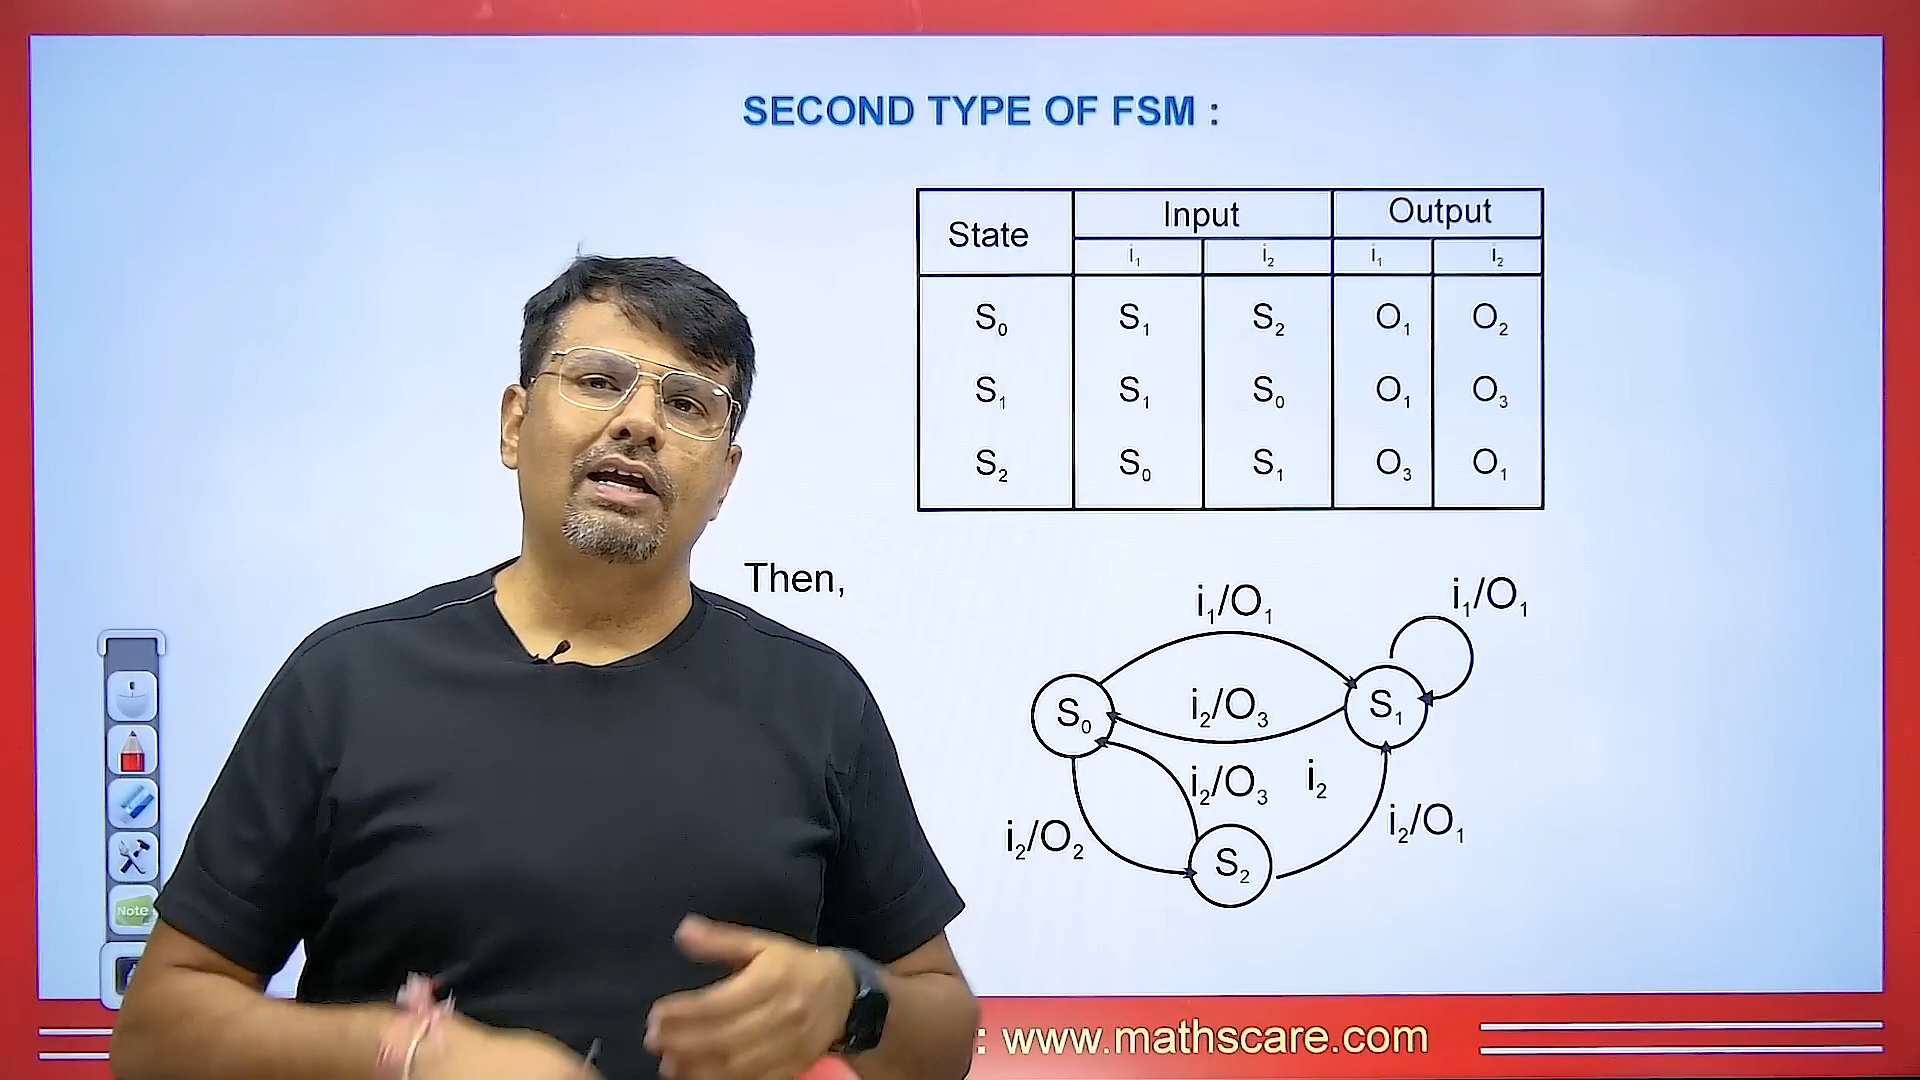 SECOND TYPE OF FSM :
State Input Output
i₁ i₂ i₁ i₂
S₀ S₁ S₂ O₁ O₂
S₁ S₁ S₀ O₁ O₃
S₂ S₀ S₁ O₃ O₁
Then,
i₁/O₁
i₁/O₁
S₀
i₂/O₃
S₁
i₂/O₃
i₂
i₂/O₂
i₂/O₁
S₂
Note
: www.mathscare.com